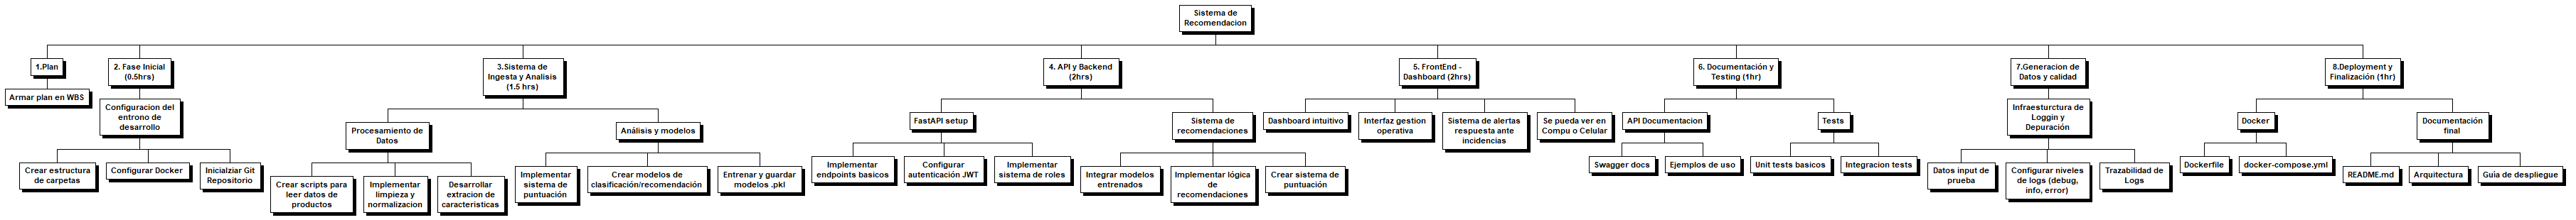 Sistema de
Recomendacion
1.Plan
2. Fase Inicial
(0.5hrs)
3.Sistema de
Ingesta y Analisis
(1.5 hrs)
4. API y Backend
(2hrs)
5. FrontEnd -
Dashboard (2hrs)
6. Documentación y
Testing (1hr)
7.Generacion de
Datos y calidad
8.Deployment y
Finalización (1hr)
Armar plan en WBS
Configuracion del
entrono de
desarrollo
Procesamiento de
Datos
Análisis y modelos
FastAPI setup
Sistema de
recomendaciones
Dashboard intuitivo
Interfaz gestion
operativa
Sistema de alertas
respuesta ante
incidencias
Se pueda ver en
Compu o Celular
API Documentacion
Tests
Infraesturctura de
Loggin y
Depuración
Docker
Documentación
final
Crear estructura
de carpetas
Configurar Docker
Inicialziar Git
Repositorio
Crear scripts para
leer datos de
productos
Implementar
limpieza y
normalizacion
Desarrollar
extracion de
caracteristicas
Implementar
sistema de
puntuación
Crear modelos de
clasificación/recomendación
Entrenar y guardar
modelos .pkl
Implementar
endpoints basicos
Configurar
autenticación JWT
Implementar
sistema de roles
Integrar modelos
entrenados
Implementar lógica
de
recomendaciones
Crear sistema de
puntuación
Swagger docs
Ejemplos de uso
Unit tests basicos
Integracion tests
Datos input de
prueba
Configurar niveles
de logs (debug,
info, error)
Trazabilidad de
Logs
Dockerfile
docker-compose.yml
README.md
Arquitectura
Guia de despliegue